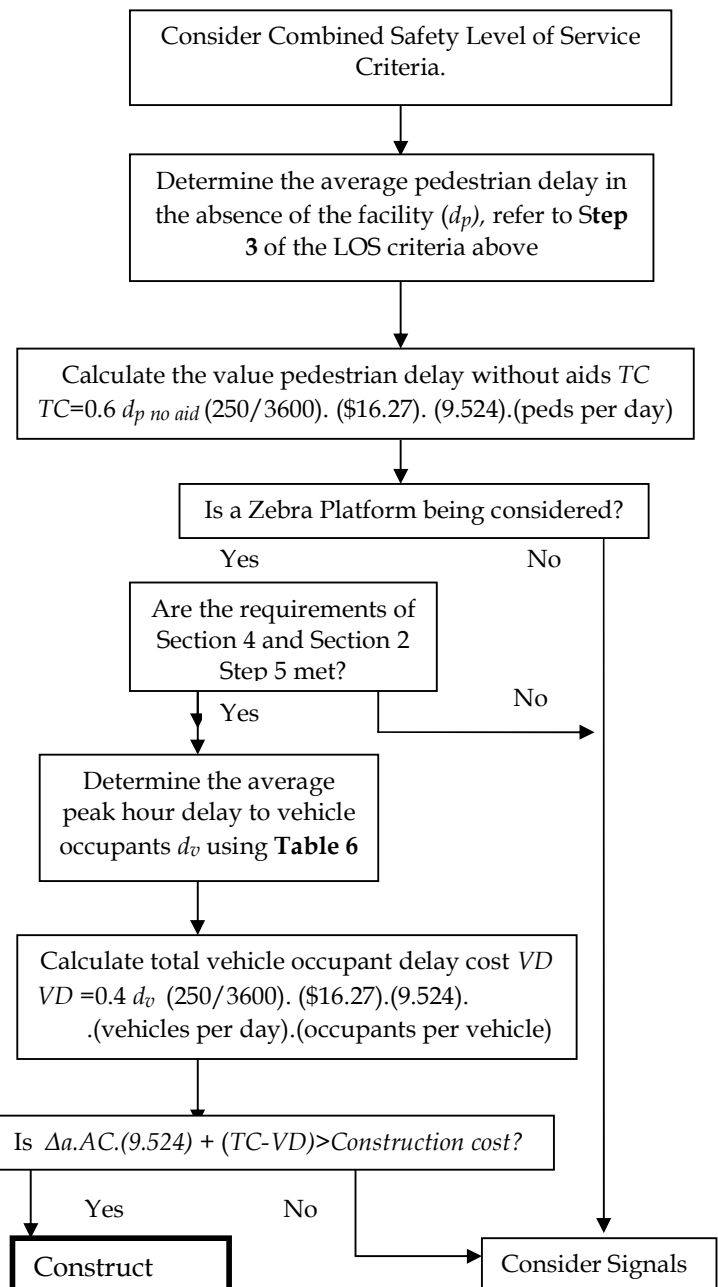 Consider Combined Safety Level of Service
Criteria.
Determine the average pedestrian delay in
the absence of the facility (dp), refer to Step
3 of the LOS criteria above
Calculate the value pedestrian delay without aids TC
TC=0.6 dp no aid (250/3600). ($16.27). (9.524).(peds per day)
Is a Zebra Platform being considered?
Yes
No
Are the requirements of
Section 4 and Section 2
Step 5 met?
Yes
No
Determine the average
peak hour delay to vehicle
occupants dv using Table 6
Calculate total vehicle occupant delay cost VD
VD =0.4 dv (250/3600). ($16.27).(9.524).
.(vehicles per day).(occupants per vehicle)
Is Δa.AC.(9.524) + (TC-VD)>Construction cost?
Yes
No
Construct
Consider Signals